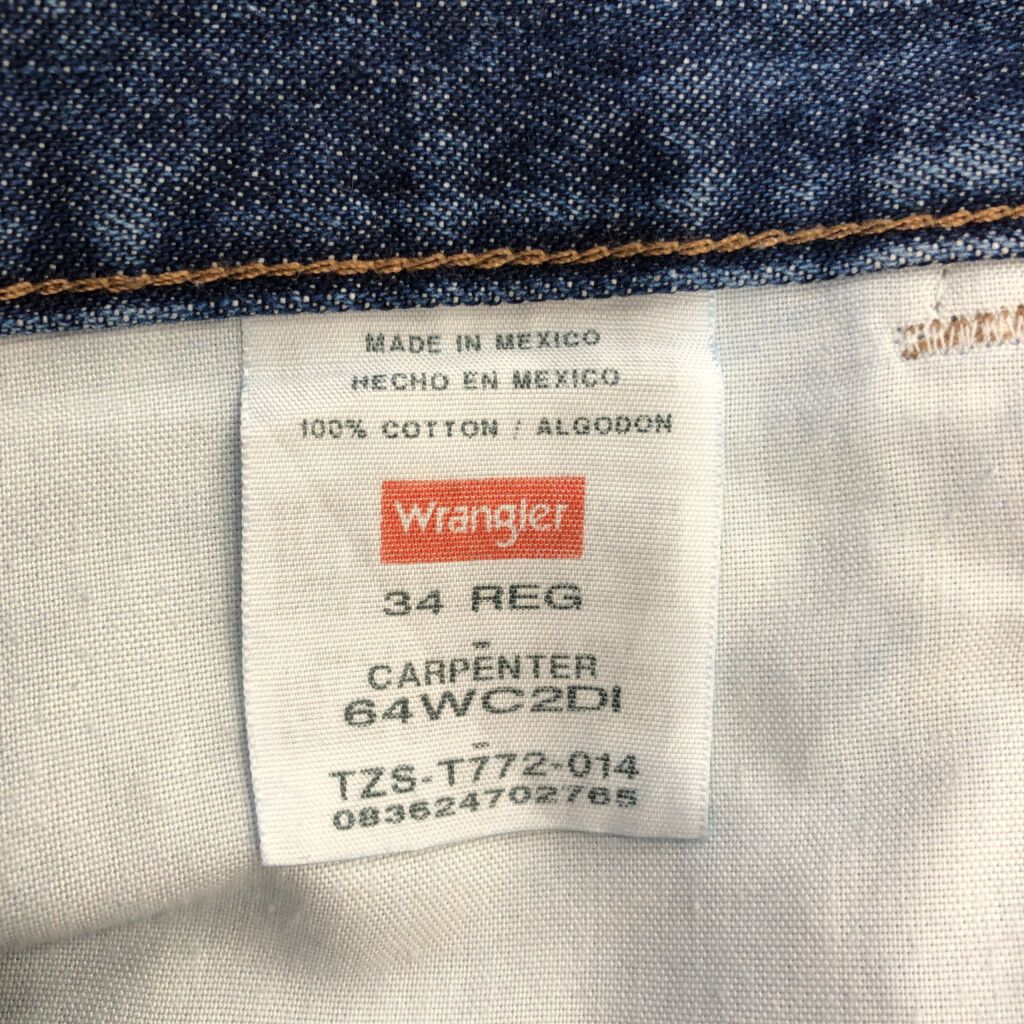 MADE IN MEXICO
HECHO EN MEXICO
100% COTTON / ALGODON
Wrangler
34 REG
-
CARPENTER
64WC2DI
-
TZS-T772-014
083624702765